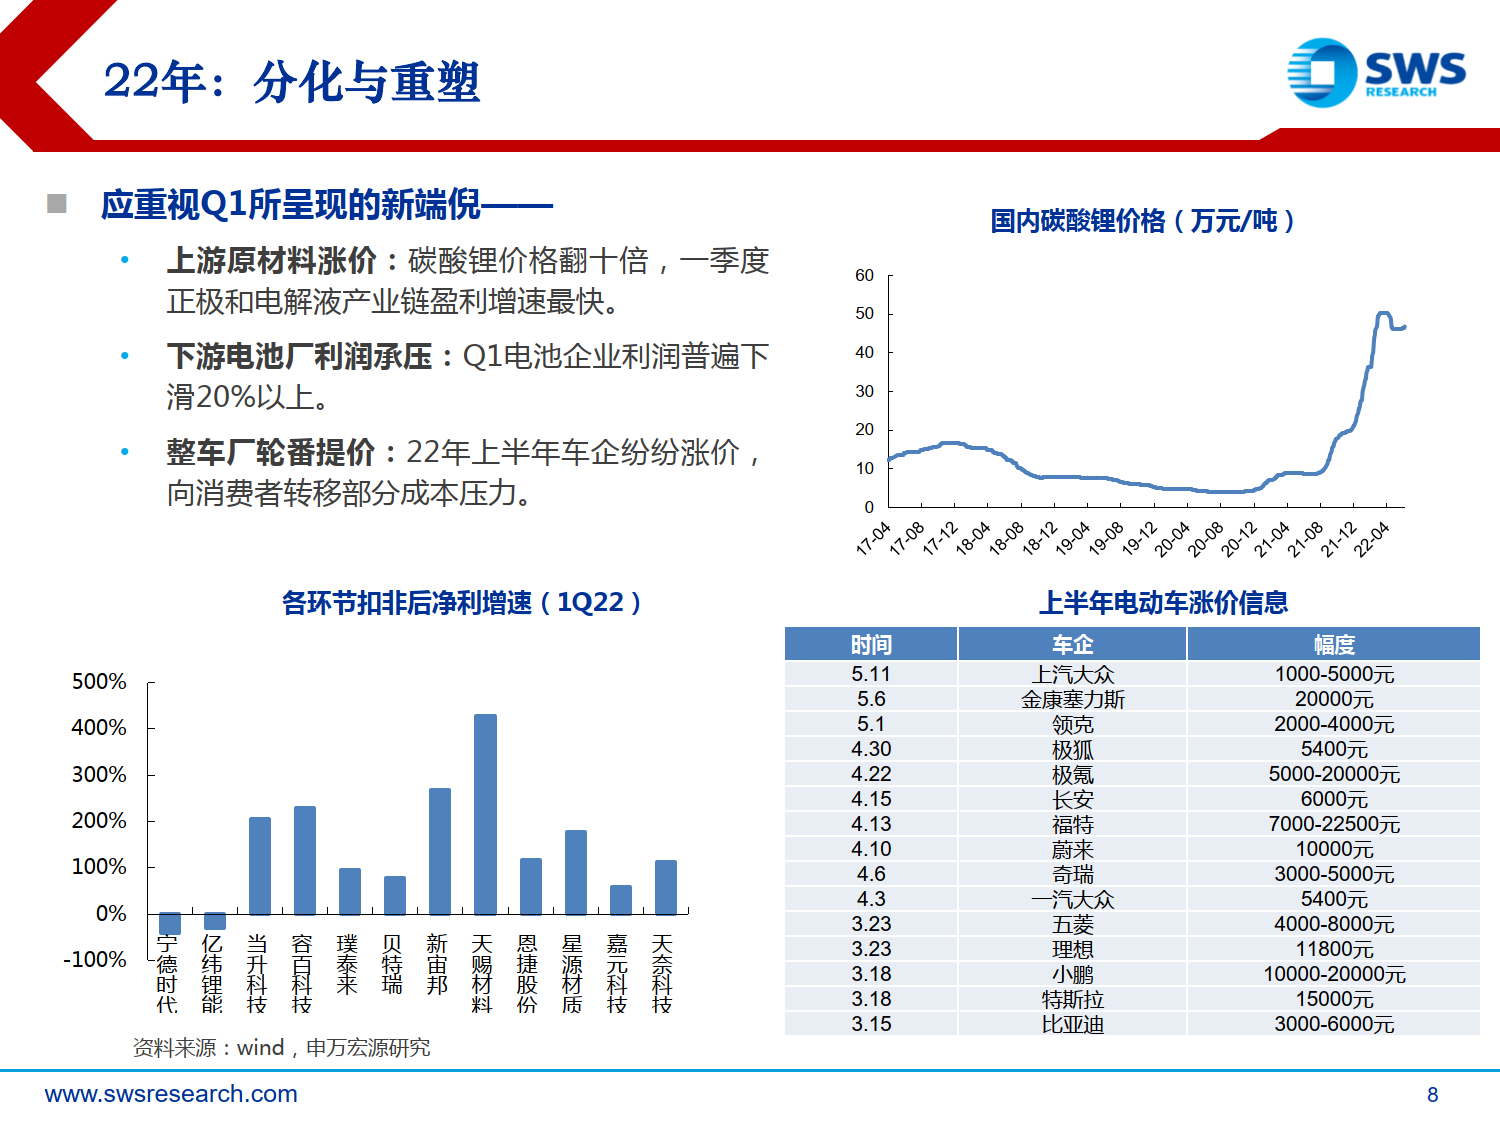 22年：分化与重塑
SWS
RESEARCH
应重视Q1所呈现的新端倪——
上游原材料涨价：碳酸锂价格翻十倍，一季度
正极和电解液产业链盈利增速最快。
下游电池厂利润承压：Q1电池企业利润普遍下
滑20%以上。
整车厂轮番提价：22年上半年车企纷纷涨价，
向消费者转移部分成本压力。
国内碳酸锂价格（万元/吨）
60
50
40
30
20
10
0
17-04 17-08 17-12 18-04 18-08 18-12 19-04 19-08 19-12 20-04 20-08 20-12 21-04 21-08 21-12 22-04
各环节扣非后净利增速（1Q22）
500%
400%
300%
200%
100%
0%
-100%
宁德时代 亿纬锂能 当升科技 容百科技 璞泰来 贝特瑞 新宙邦 天赐材料 恩捷股份 星源材质 嘉元科技 天奈科技
资料来源：wind，申万宏源研究
上半年电动车涨价信息
时间 车企 幅度
5.11 上汽大众 1000-5000元
5.6 金康塞力斯 20000元
5.1 领克 2000-4000元
4.30 极狐 5400元
4.22 极氪 5000-20000元
4.15 长安 6000元
4.13 福特 7000-22500元
4.10 蔚来 10000元
4.6 奇瑞 3000-5000元
4.3 一汽大众 5400元
3.23 五菱 4000-8000元
3.23 理想 11800元
3.18 小鹏 10000-20000元
3.18 特斯拉 15000元
3.15 比亚迪 3000-6000元
www.swsresearch.com
8